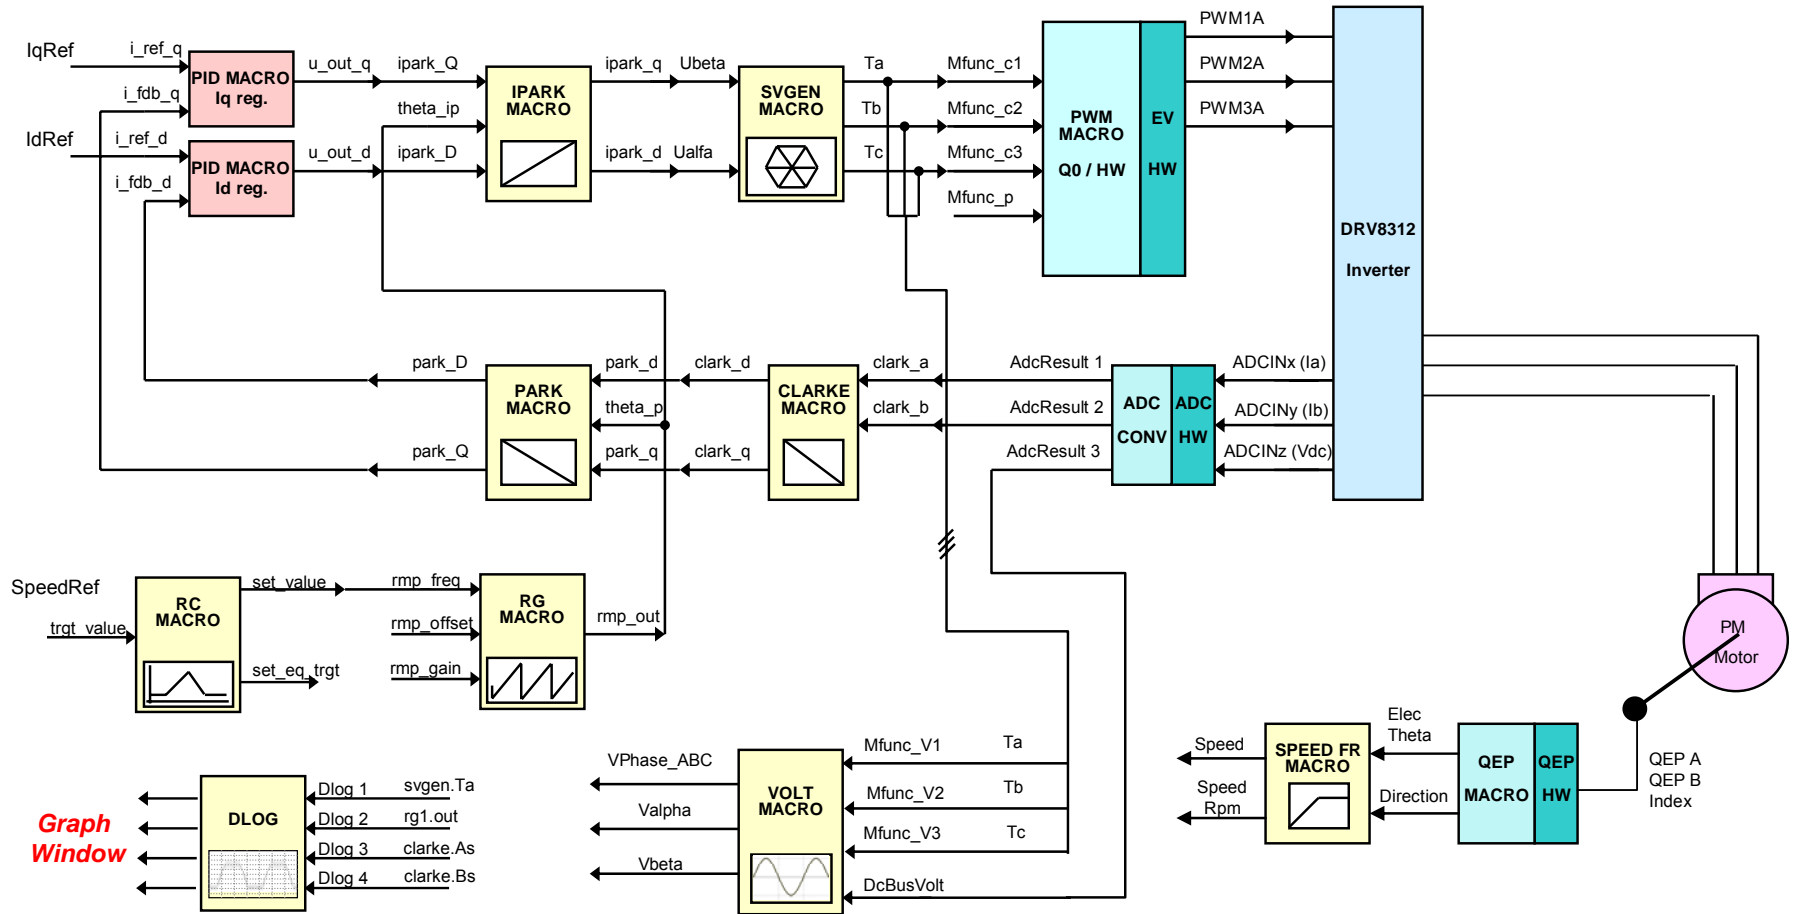 IqRef
i_ref_q
i_fdb_q
PID MACRO
Iq reg.
u_out_q
ipark_Q
IdRef
i_ref_d
i_fdb_d
PID MACRO
Id reg.
u_out_d
ipark_D
theta_ip
IPARK
MACRO
ipark_q
Ubeta
ipark_d
Ualfa
SVGEN
MACRO
Ta
Tb
Tc
Mfunc_c1
Mfunc_c2
Mfunc_c3
Mfunc_p
PWM
MACRO
Q0 / HW
EV
HW
PWM1A
PWM2A
PWM3A
DRV8312
Inverter
park_D
park_Q
PARK
MACRO
park_d
theta_p
park_q
clark_d
clark_q
CLARKE
MACRO
clark_a
clark_b
AdcResult 1
AdcResult 2
AdcResult 3
ADC
CONV
ADC
HW
ADCINx (Ia)
ADCINy (Ib)
ADCINz (Vdc)
SpeedRef
trgt_value
RC
MACRO
set_value
set_eq_trgt
rmp_freq
rmp_offset
rmp_gain
RG
MACRO
rmp_out
PM
Motor
Graph
Window
DLOG
Dlog 1
svgen.Ta
Dlog 2
rg1.out
Dlog 3
clarke.As
Dlog 4
clarke.Bs
VPhase_ABC
Valpha
Vbeta
VOLT
MACRO
Mfunc_V1
Ta
Mfunc_V2
Tb
Mfunc_V3
Tc
DcBusVolt
Speed
Speed
Rpm
SPEED FR
MACRO
Elec
Theta
Direction
QEP
MACRO
QEP
HW
QEP A
QEP B
Index